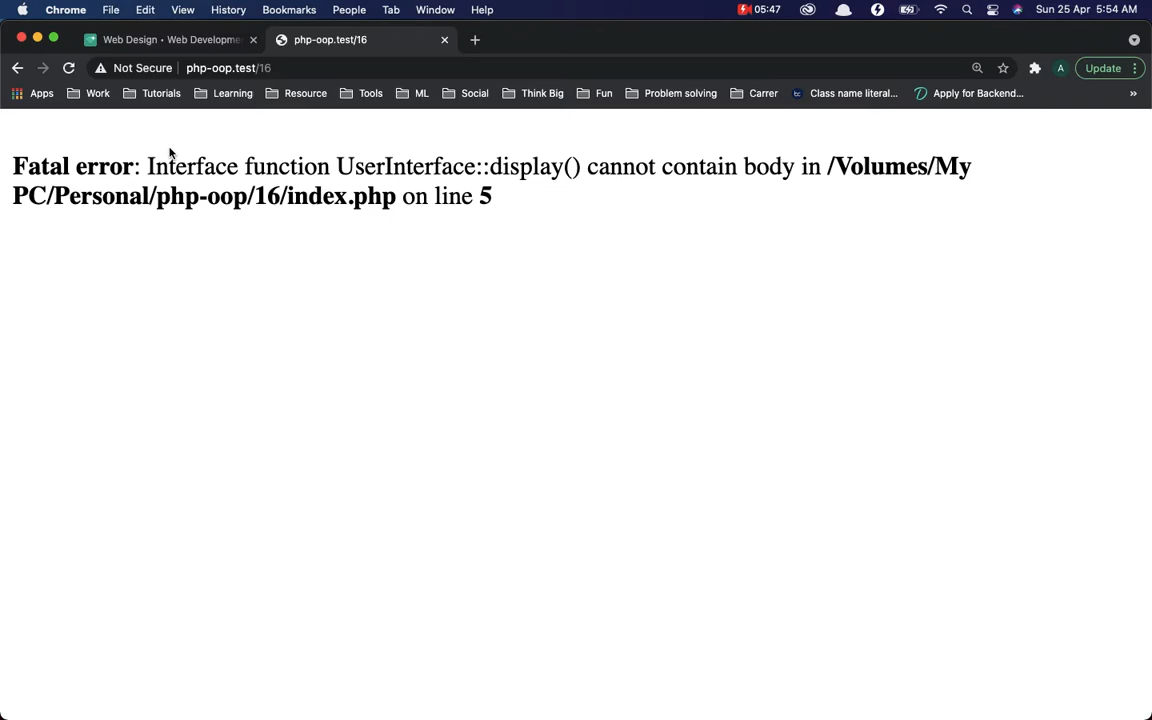 Chrome File Edit View History Bookmarks People Tab Window Help 05:47 Sun 25 Apr 5:54 AM
Web Design • Web Developme php-oop.test/16
Not Secure php-oop.test/16 A Update
Apps Work Tutorials Learning Resource Tools ML Social Think Big Fun Problem solving Carrer tc Class name literal... Apply for Backend... »
Fatal error: Interface function UserInterface::display() cannot contain body in /Volumes/My
PC/Personal/php-oop/16/index.php on line 5